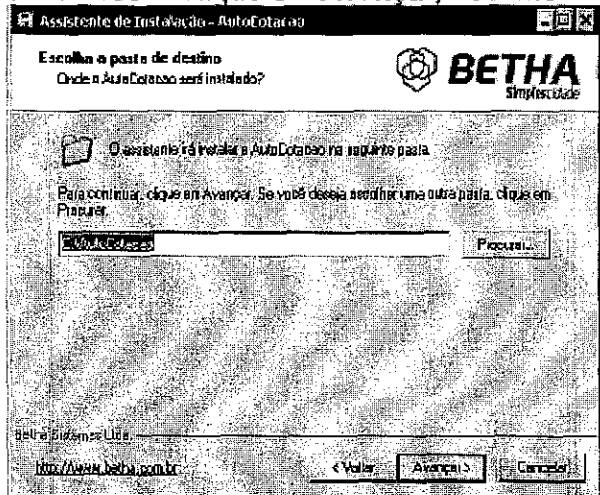 Assistente de Instalação - AutoCotacao
Escolha a pasta de destino
Onde o AutoCotacao será instalado?
BETHA
Simplescidade
O assistente irá instalar o AutoCotacao na seguinte pasta.
Para continuar, clique em Avançar. Se você deseja escolher uma outra pasta, clique em
Procurar.
Procurar...
Betha Sistemas Ltda.
http://www.betha.com.br
< Voltar
Avançar >
Cancelar